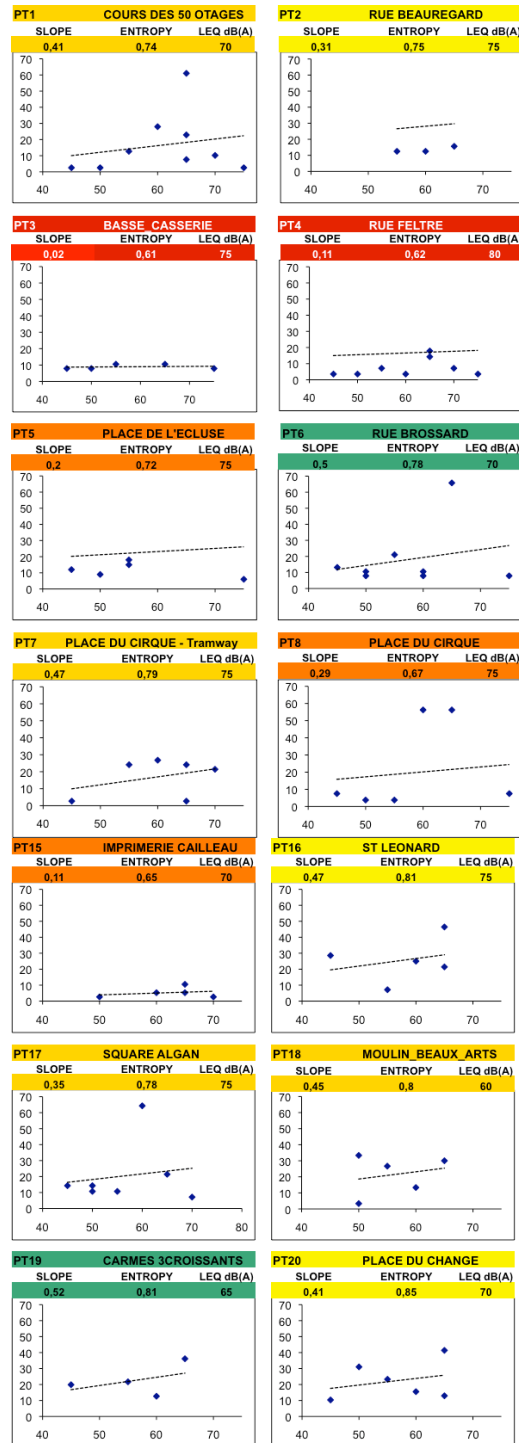 PT1 COURS DES 50 OTAGES
SLOPE ENTROPY LEQ dB(A)
0,41 0,74 70
70
60
50
40
30
20
10
0
40 50 60 70
PT2 RUE BEAUREGARD
SLOPE ENTROPY LEQ dB(A)
0,31 0,75 75
70
60
50
40
30
20
10
0
40 50 60 70
PT3 BASSE_CASSERIE
SLOPE ENTROPY LEQ dB(A)
0,02 0,61 75
70
60
50
40
30
20
10
0
40 50 60 70
PT4 RUE FELTRE
SLOPE ENTROPY LEQ dB(A)
0,11 0,62 80
70
60
50
40
30
20
10
0
40 50 60 70
PT5 PLACE DE L'ECLUSE
SLOPE ENTROPY LEQ dB(A)
0,2 0,72 75
70
60
50
40
30
20
10
0
40 50 60 70
PT6 RUE BROSSARD
SLOPE ENTROPY LEQ dB(A)
0,5 0,78 70
70
60
50
40
30
20
10
0
40 50 60 70
PT7 PLACE DU CIRQUE - Tramway
SLOPE ENTROPY LEQ dB(A)
0,47 0,79 75
70
60
50
40
30
20
10
0
40 50 60 70
PT8 PLACE DU CIRQUE
SLOPE ENTROPY LEQ dB(A)
0,29 0,67 75
70
60
50
40
30
20
10
0
40 50 60 70
PT15 IMPRIMERIE CAILLEAU
SLOPE ENTROPY LEQ dB(A)
0,11 0,65 70
70
60
50
40
30
20
10
0
40 50 60 70
PT16 ST LEONARD
SLOPE ENTROPY LEQ dB(A)
0,47 0,81 75
70
60
50
40
30
20
10
0
40 50 60 70
PT17 SQUARE ALGAN
SLOPE ENTROPY LEQ dB(A)
0,35 0,78 75
70
60
50
40
30
20
10
0
40 50 60 70 80
PT18 MOULIN_BEAUX_ARTS
SLOPE ENTROPY LEQ dB(A)
0,45 0,8 60
70
60
50
40
30
20
10
0
40 50 60 70
PT19 CARMES 3CROISSANTS
SLOPE ENTROPY LEQ dB(A)
0,52 0,81 65
70
60
50
40
30
20
10
0
40 50 60 70
PT20 PLACE DU CHANGE
SLOPE ENTROPY LEQ dB(A)
0,41 0,85 70
70
60
50
40
30
20
10
0
40 50 60 70